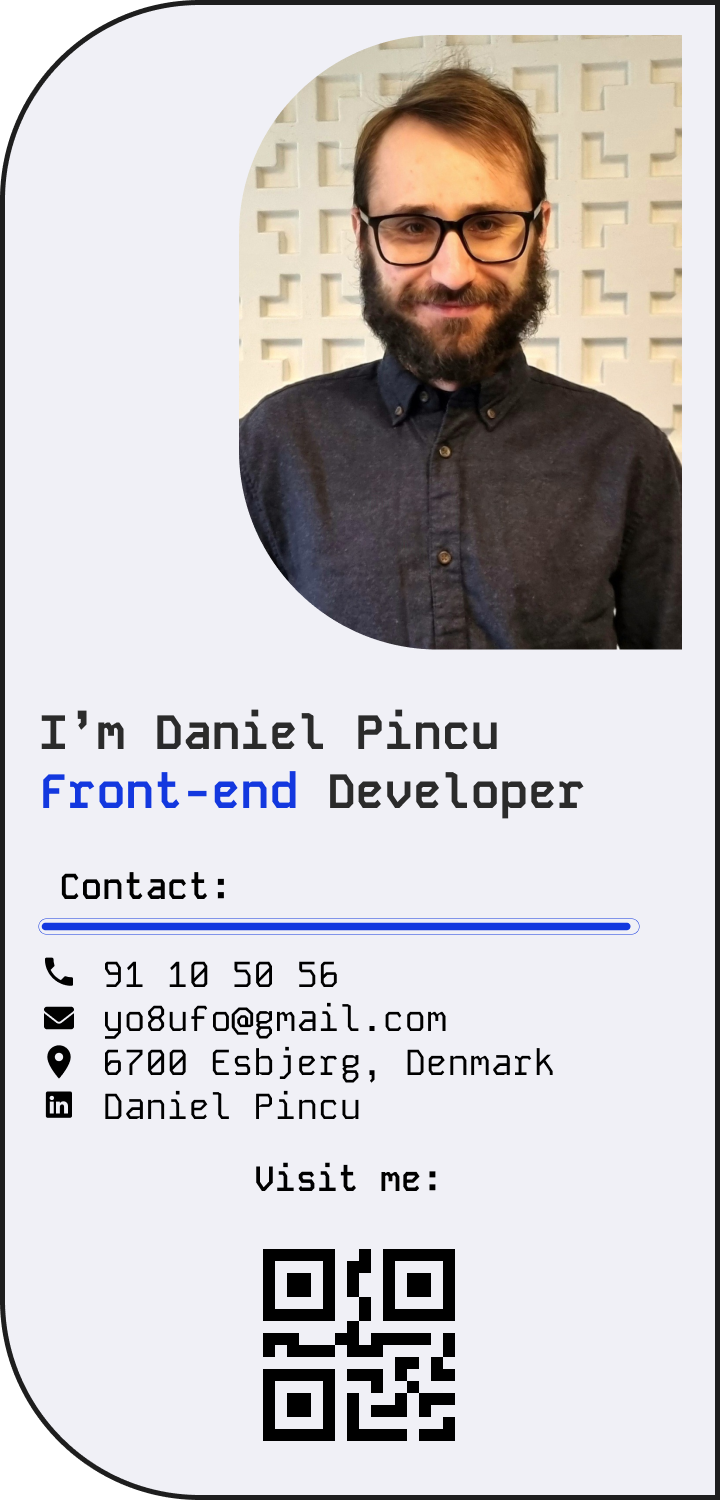 I’m Daniel Pincu
Front-end Developer
Contact:
91 10 50 56
yo8ufo@gmail.com
6700 Esbjerg, Denmark
in Daniel Pincu
Visit me: